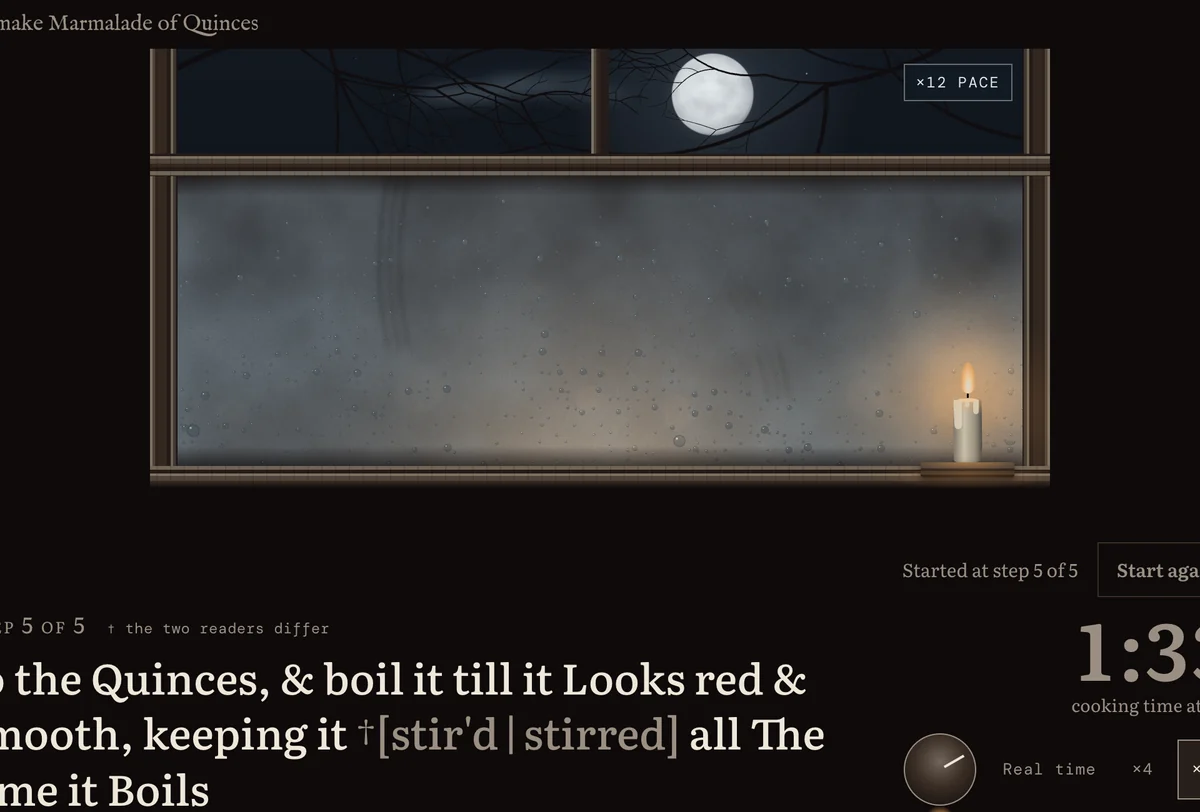 make Marmalade of Quinces
×12 PACE
Started at step 5 of 5
Start aga
EP 5 OF 5 † the two readers differ
o the Quinces, & boil it till it Looks red &
mooth, keeping it †[stir'd | stirred] all The
me it Boils
1:33
cooking time at
Real time ×4 ×